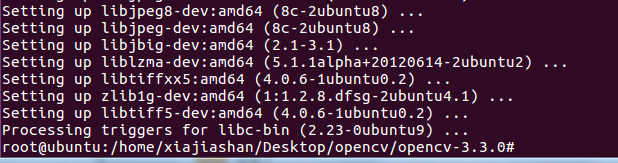 Setting up libjpeg8-dev:amd64 (8c-2ubuntu8) ...
Setting up libjpeg-dev:amd64 (8c-2ubuntu8) ...
Setting up libjbig-dev:amd64 (2.1-3.1) ...
Setting up liblzma-dev:amd64 (5.1.1alpha+20120614-2ubuntu2) ...
Setting up libtiffxx5:amd64 (4.0.6-1ubuntu0.2) ...
Setting up zlib1g-dev:amd64 (1:1.2.8.dfsg-2ubuntu4.1) ...
Setting up libtiff5-dev:amd64 (4.0.6-1ubuntu0.2) ...
Processing triggers for libc-bin (2.23-0ubuntu9) ...
root@ubuntu:/home/xiajiashan/Desktop/opencv/opencv-3.3.0#